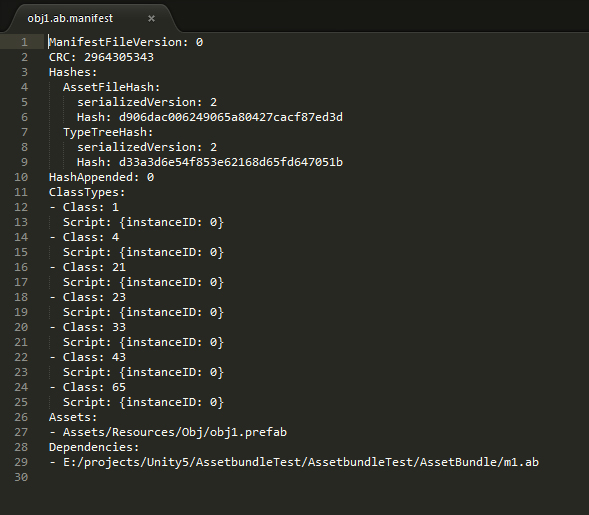 obj1.ab.manifest ×
1 ManifestFileVersion: 0
2 CRC: 2964305343
3 Hashes:
4   AssetFileHash:
5     serializedVersion: 2
6     Hash: d906dac006249065a80427cacf87ed3d
7   TypeTreeHash:
8     serializedVersion: 2
9     Hash: d33a3d6e54f853e62168d65fd647051b
10 HashAppended: 0
11 ClassTypes:
12 - Class: 1
13   Script: {instanceID: 0}
14 - Class: 4
15   Script: {instanceID: 0}
16 - Class: 21
17   Script: {instanceID: 0}
18 - Class: 23
19   Script: {instanceID: 0}
20 - Class: 33
21   Script: {instanceID: 0}
22 - Class: 43
23   Script: {instanceID: 0}
24 - Class: 65
25   Script: {instanceID: 0}
26 Assets:
27 - Assets/Resources/Obj/obj1.prefab
28 Dependencies:
29 - E:/projects/Unity5/AssetbundleTest/AssetbundleTest/AssetBundle/m1.ab
30